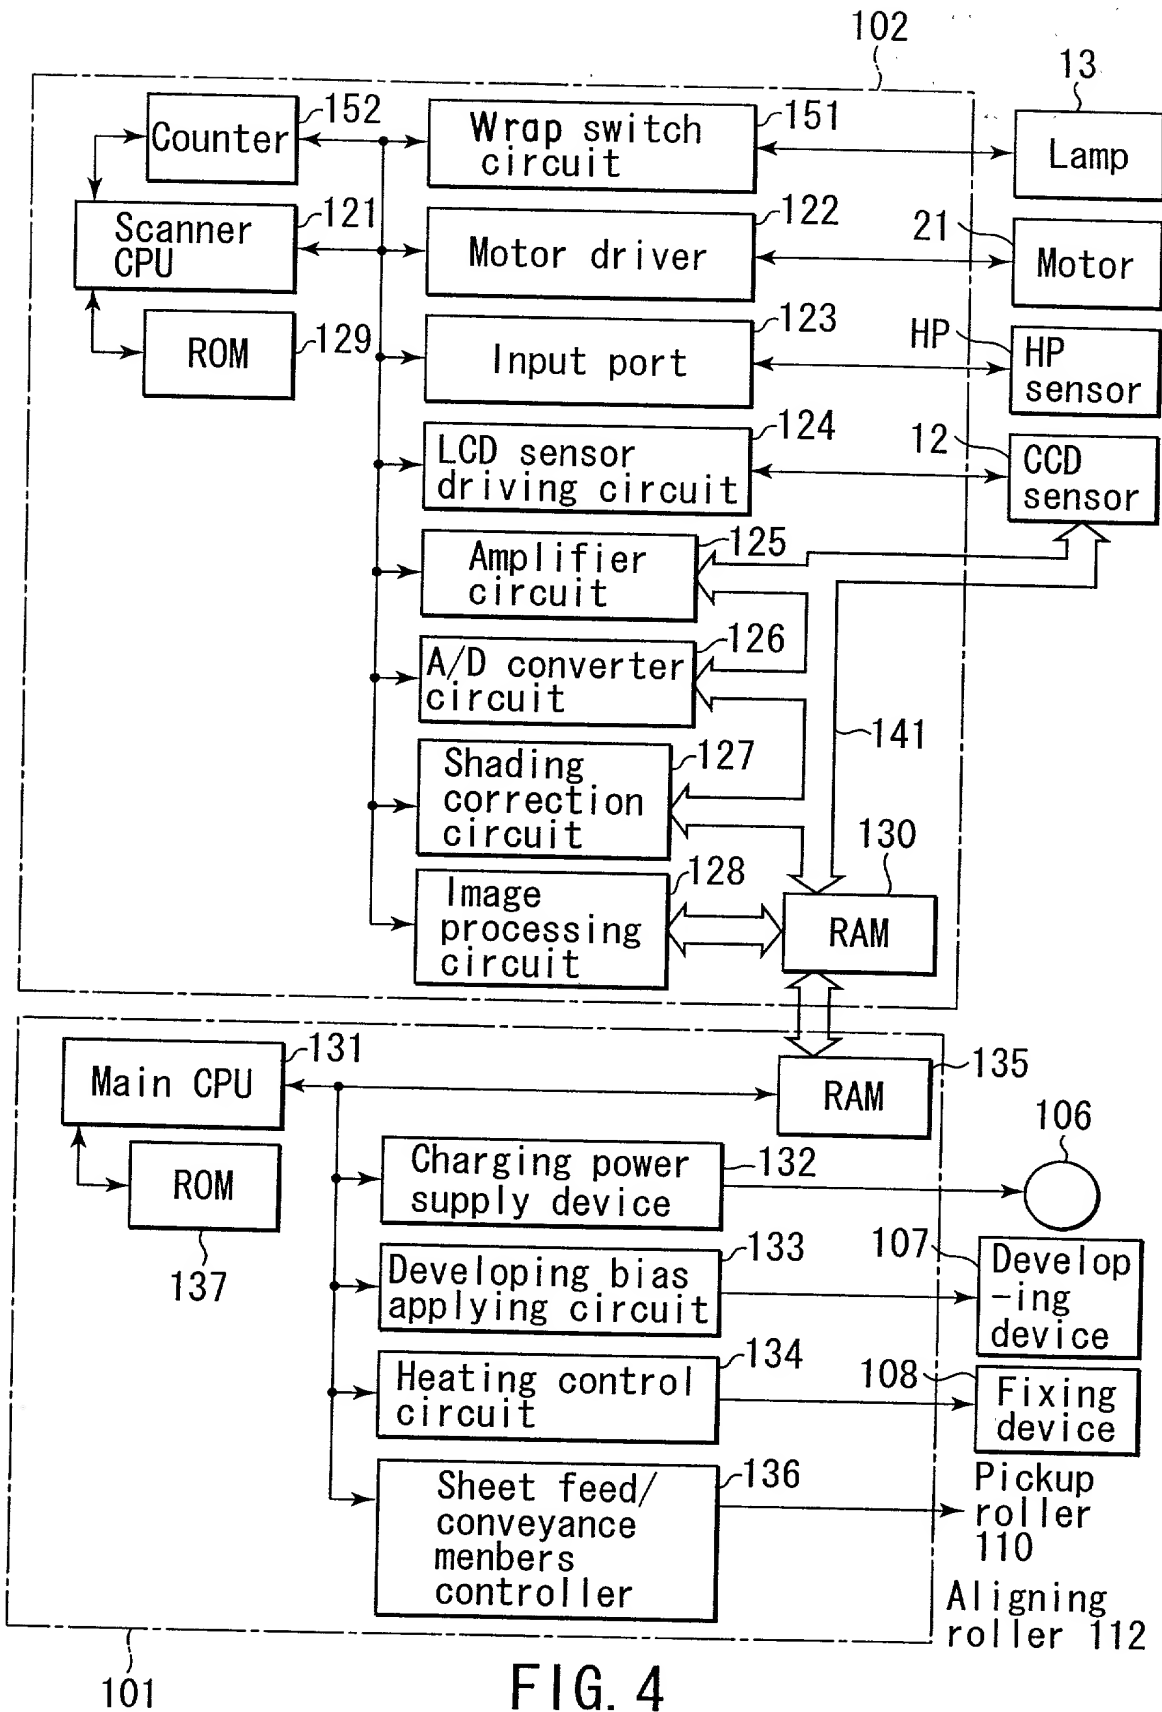 102
13
Counter
152
Wrap switch
circuit
151
Lamp
Scanner
CPU
121
Motor driver
122
21
Motor
ROM
129
Input port
123
HP
HP
sensor
LCD sensor
driving circuit
124
12
CCD
sensor
Amplifier
circuit
125
A/D converter
circuit
126
141
Shading
correction
circuit
127
130
Image
processing
circuit
128
RAM
Main CPU
131
RAM
135
ROM
137
106
Charging power
supply device
132
Developing bias
applying circuit
133
107
Develop
-ing
device
Heating control
circuit
134
108
Fixing
device
Sheet feed/
conveyance
menbers
controller
136
Pickup
roller
110
Aligning
roller 112
101
FIG. 4